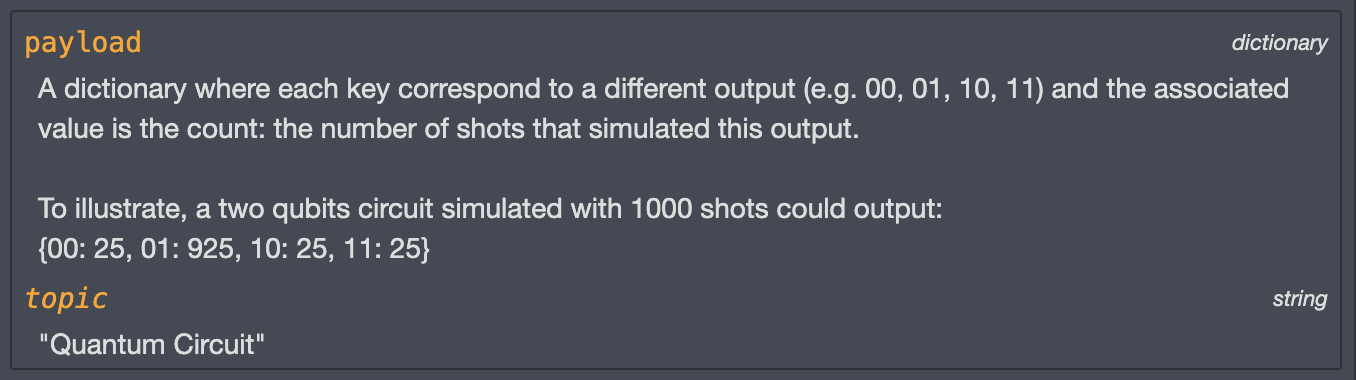 payload dictionary
A dictionary where each key correspond to a different output (e.g. 00, 01, 10, 11) and the associated
value is the count: the number of shots that simulated this output.
To illustrate, a two qubits circuit simulated with 1000 shots could output:
{00: 25, 01: 925, 10: 25, 11: 25}
topic string
"Quantum Circuit"